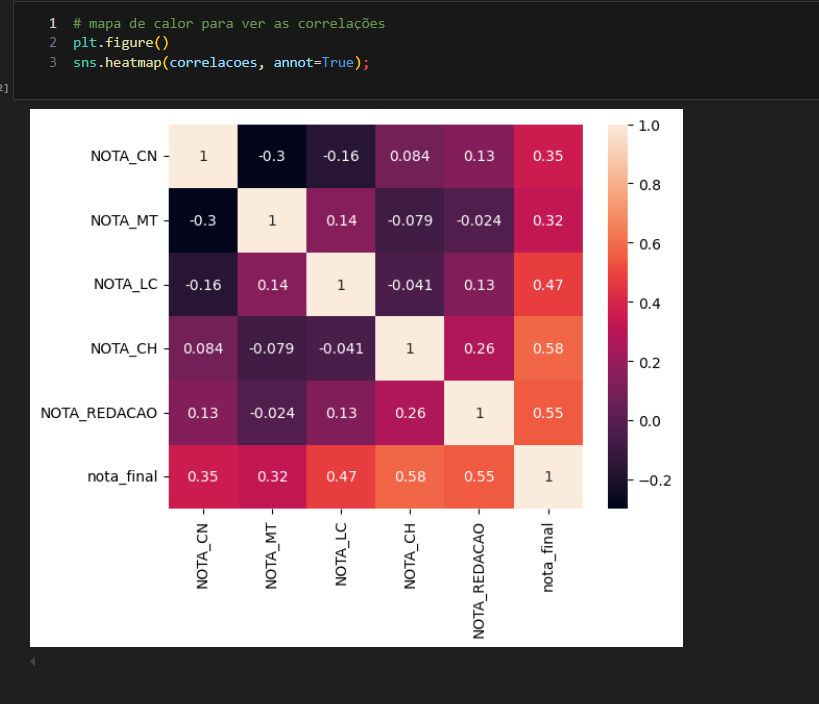 1 # mapa de calor para ver as correlações
2 plt.figure()
3 sns.heatmap(correlacoes, annot=True);
2]
NOTA_CN 1 -0.3 -0.16 0.084 0.13 0.35
NOTA_MT -0.3 1 0.14 -0.079 -0.024 0.32
NOTA_LC -0.16 0.14 1 -0.041 0.13 0.47
NOTA_CH 0.084 -0.079 -0.041 1 0.26 0.58
NOTA_REDACAO 0.13 -0.024 0.13 0.26 1 0.55
nota_final 0.35 0.32 0.47 0.58 0.55 1
NOTA_CN
NOTA_MT
NOTA_LC
NOTA_CH
NOTA_REDACAO
nota_final
1.0
0.8
0.6
0.4
0.2
0.0
−0.2